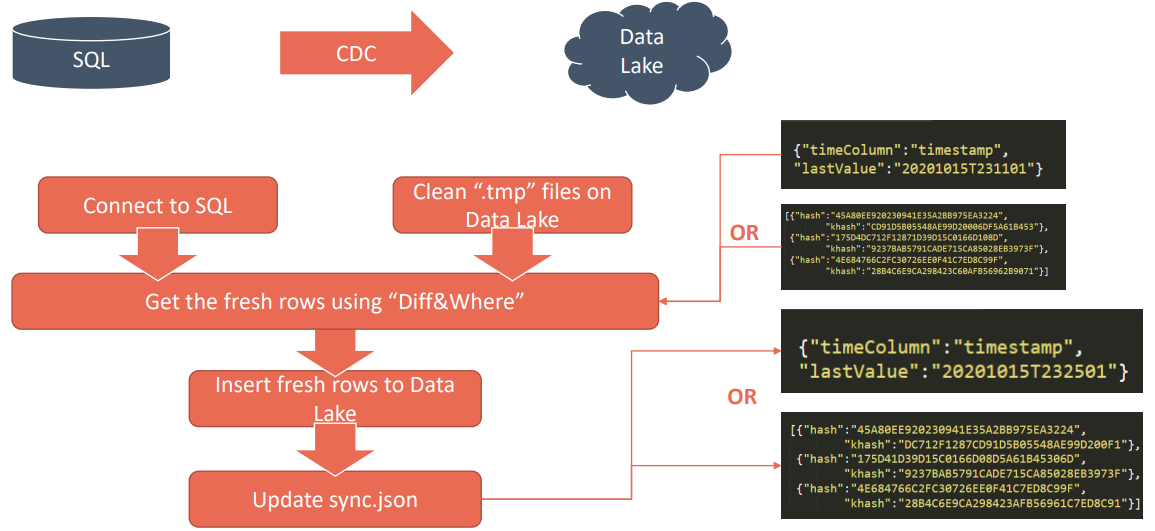 SQL
CDC
Data
Lake
Connect to SQL
Clean “.tmp” files on
Data Lake
Get the fresh rows using “Diff&Where”
Insert fresh rows to Data
Lake
Update sync.json
{"timeColumn":"timestamp",
"lastValue":"20201015T231101"}
OR
[{"hash":"45A80EE920230941E35A2BB975EA3224",
"khash":"CD91D5B05548AE99D20006DF5A61B453"},
{"hash":"175D4DC712F12871D39D15C0166D108D",
"khash":"9237BAB5791CADE715CA85028EB3973F"},
{"hash":"4E684766C2FC30726EE0F41C7ED8C99F",
"khash":"28B4C6E9CA298423C60AFB56962B9071"}]
{"timeColumn":"timestamp",
"lastValue":"20201015T232501"}
OR
[{"hash":"45A80EE920230941E35A2BB975EA3224",
"khash":"DC712F1287CD91D5B05548AE99D200F1"},
{"hash":"175D41D39D15C0166D08D5A61B45306D",
"khash":"9237BAB5791CADE715CA85028EB3973F"},
{"hash":"4E684766C2FC30726EE0F41C7ED8C99F",
"khash":"28B4C6E9CA298423AFB56961C7ED8C91"}]